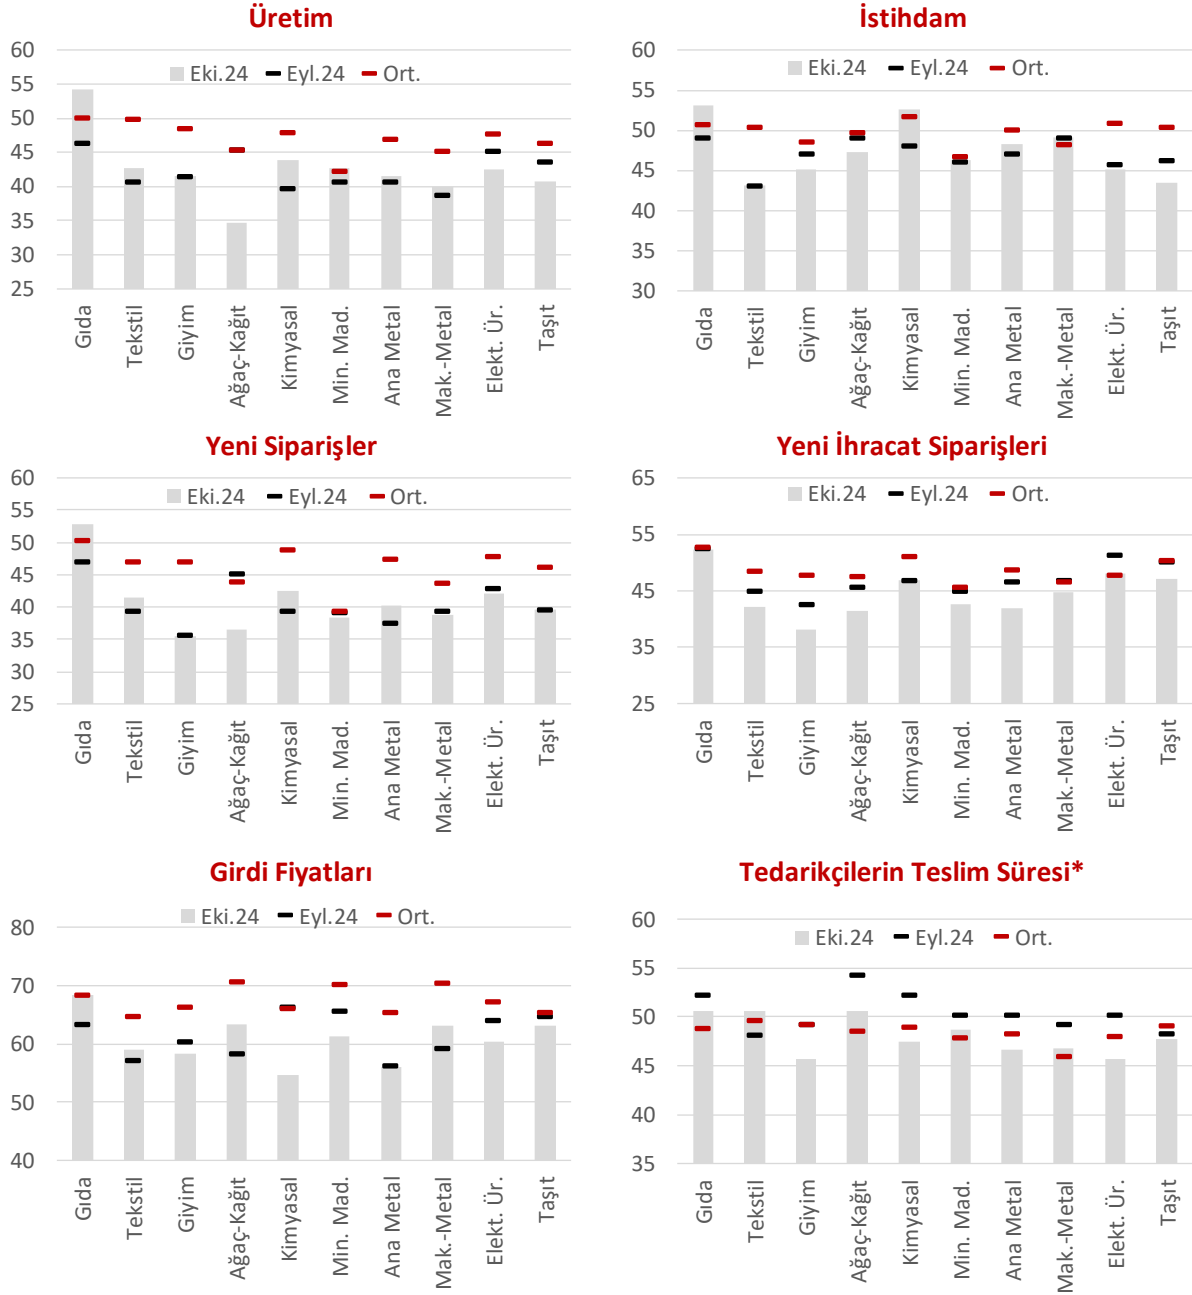 Üretim
60
55
50
45
40
35
30
25
Eki.24 Eyl.24 Ort.
Gıda
Tekstil
Giyim
Ağaç-Kağıt
Kimyasal
Min. Mad.
Ana Metal
Mak.-Metal
Elekt. Ür.
Taşıt
İstihdam
60
55
50
45
40
35
30
Eki.24 Eyl.24 Ort.
Gıda
Tekstil
Giyim
Ağaç-Kağıt
Kimyasal
Min. Mad.
Ana Metal
Mak.-Metal
Elekt. Ür.
Taşıt
Yeni Siparişler
60
55
50
45
40
35
30
25
Eki.24 Eyl.24 Ort.
Gıda
Tekstil
Giyim
Ağaç-Kağıt
Kimyasal
Min. Mad.
Ana Metal
Mak.-Metal
Elekt. Ür.
Taşıt
Yeni İhracat Siparişleri
65
55
45
35
25
Eki.24 Eyl.24 Ort.
Gıda
Tekstil
Giyim
Ağaç-Kağıt
Kimyasal
Min. Mad.
Ana Metal
Mak.-Metal
Elekt. Ür.
Taşıt
Girdi Fiyatları
80
70
60
50
40
Eki.24 Eyl.24 Ort.
Gıda
Tekstil
Giyim
Ağaç-Kağıt
Kimyasal
Min. Mad.
Ana Metal
Mak.-Metal
Elekt. Ür.
Taşıt
Tedarikçilerin Teslim Süresi*
60
55
50
45
40
35
Eki.24 Eyl.24 Ort.
Gıda
Tekstil
Giyim
Ağaç-Kağıt
Kimyasal
Min. Mad.
Ana Metal
Mak.-Metal
Elekt. Ür.
Taşıt